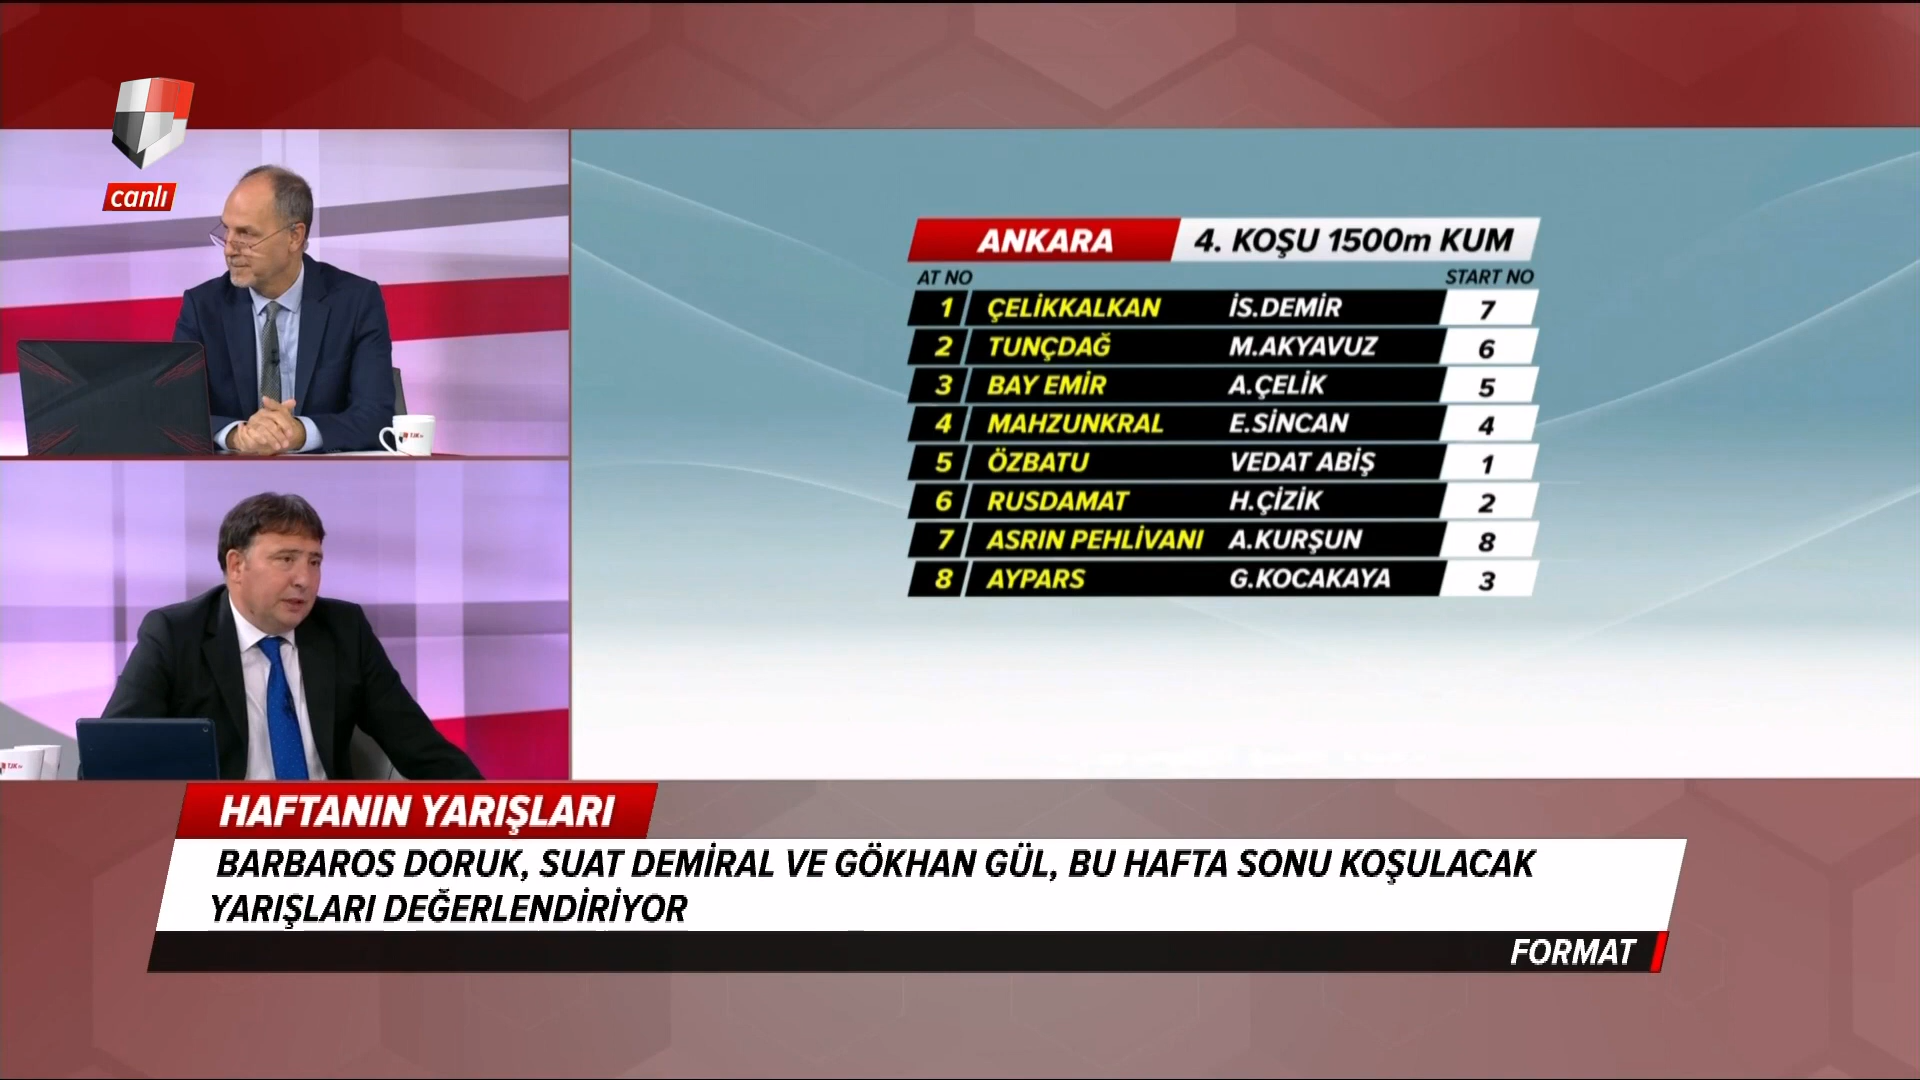 canlı
ANKARA 4. KOŞU 1500m KUM
AT NO START NO
1 ÇELİKKALKAN İS.DEMİR 7
2 TUNÇDAĞ M.AKYAVUZ 6
3 BAY EMİR A.ÇELİK 5
4 MAHZUNKRAL E.SİNCAN 4
5 ÖZBATU VEDAT ABİŞ 1
6 RUSDAMAT H.ÇİZİK 2
7 ASRIN PEHLİVANI A.KURŞUN 8
8 AYPARS G.KOCAKAYA 3
TJK
TJK
HAFTANIN YARIŞLARI
BARBAROS DORUK, SUAT DEMİRAL VE GÖKHAN GÜL, BU HAFTA SONU KOŞULACAK
YARIŞLARI DEĞERLENDİRİYOR
FORMAT